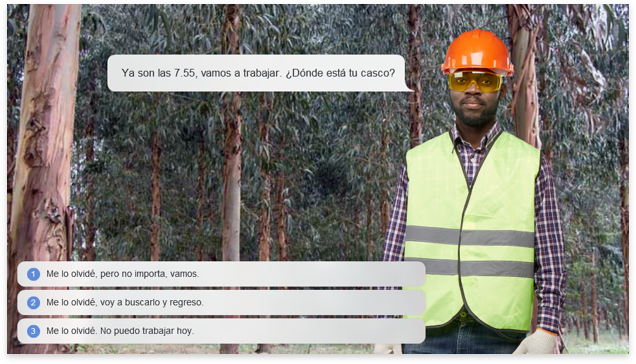 Ya son las 7.55, vamos a trabajar. ¿Dónde está tu casco?
1 Me lo olvidé, pero no importa, vamos.
2 Me lo olvidé, voy a buscarlo y regreso.
3 Me lo olvidé. No puedo trabajar hoy.